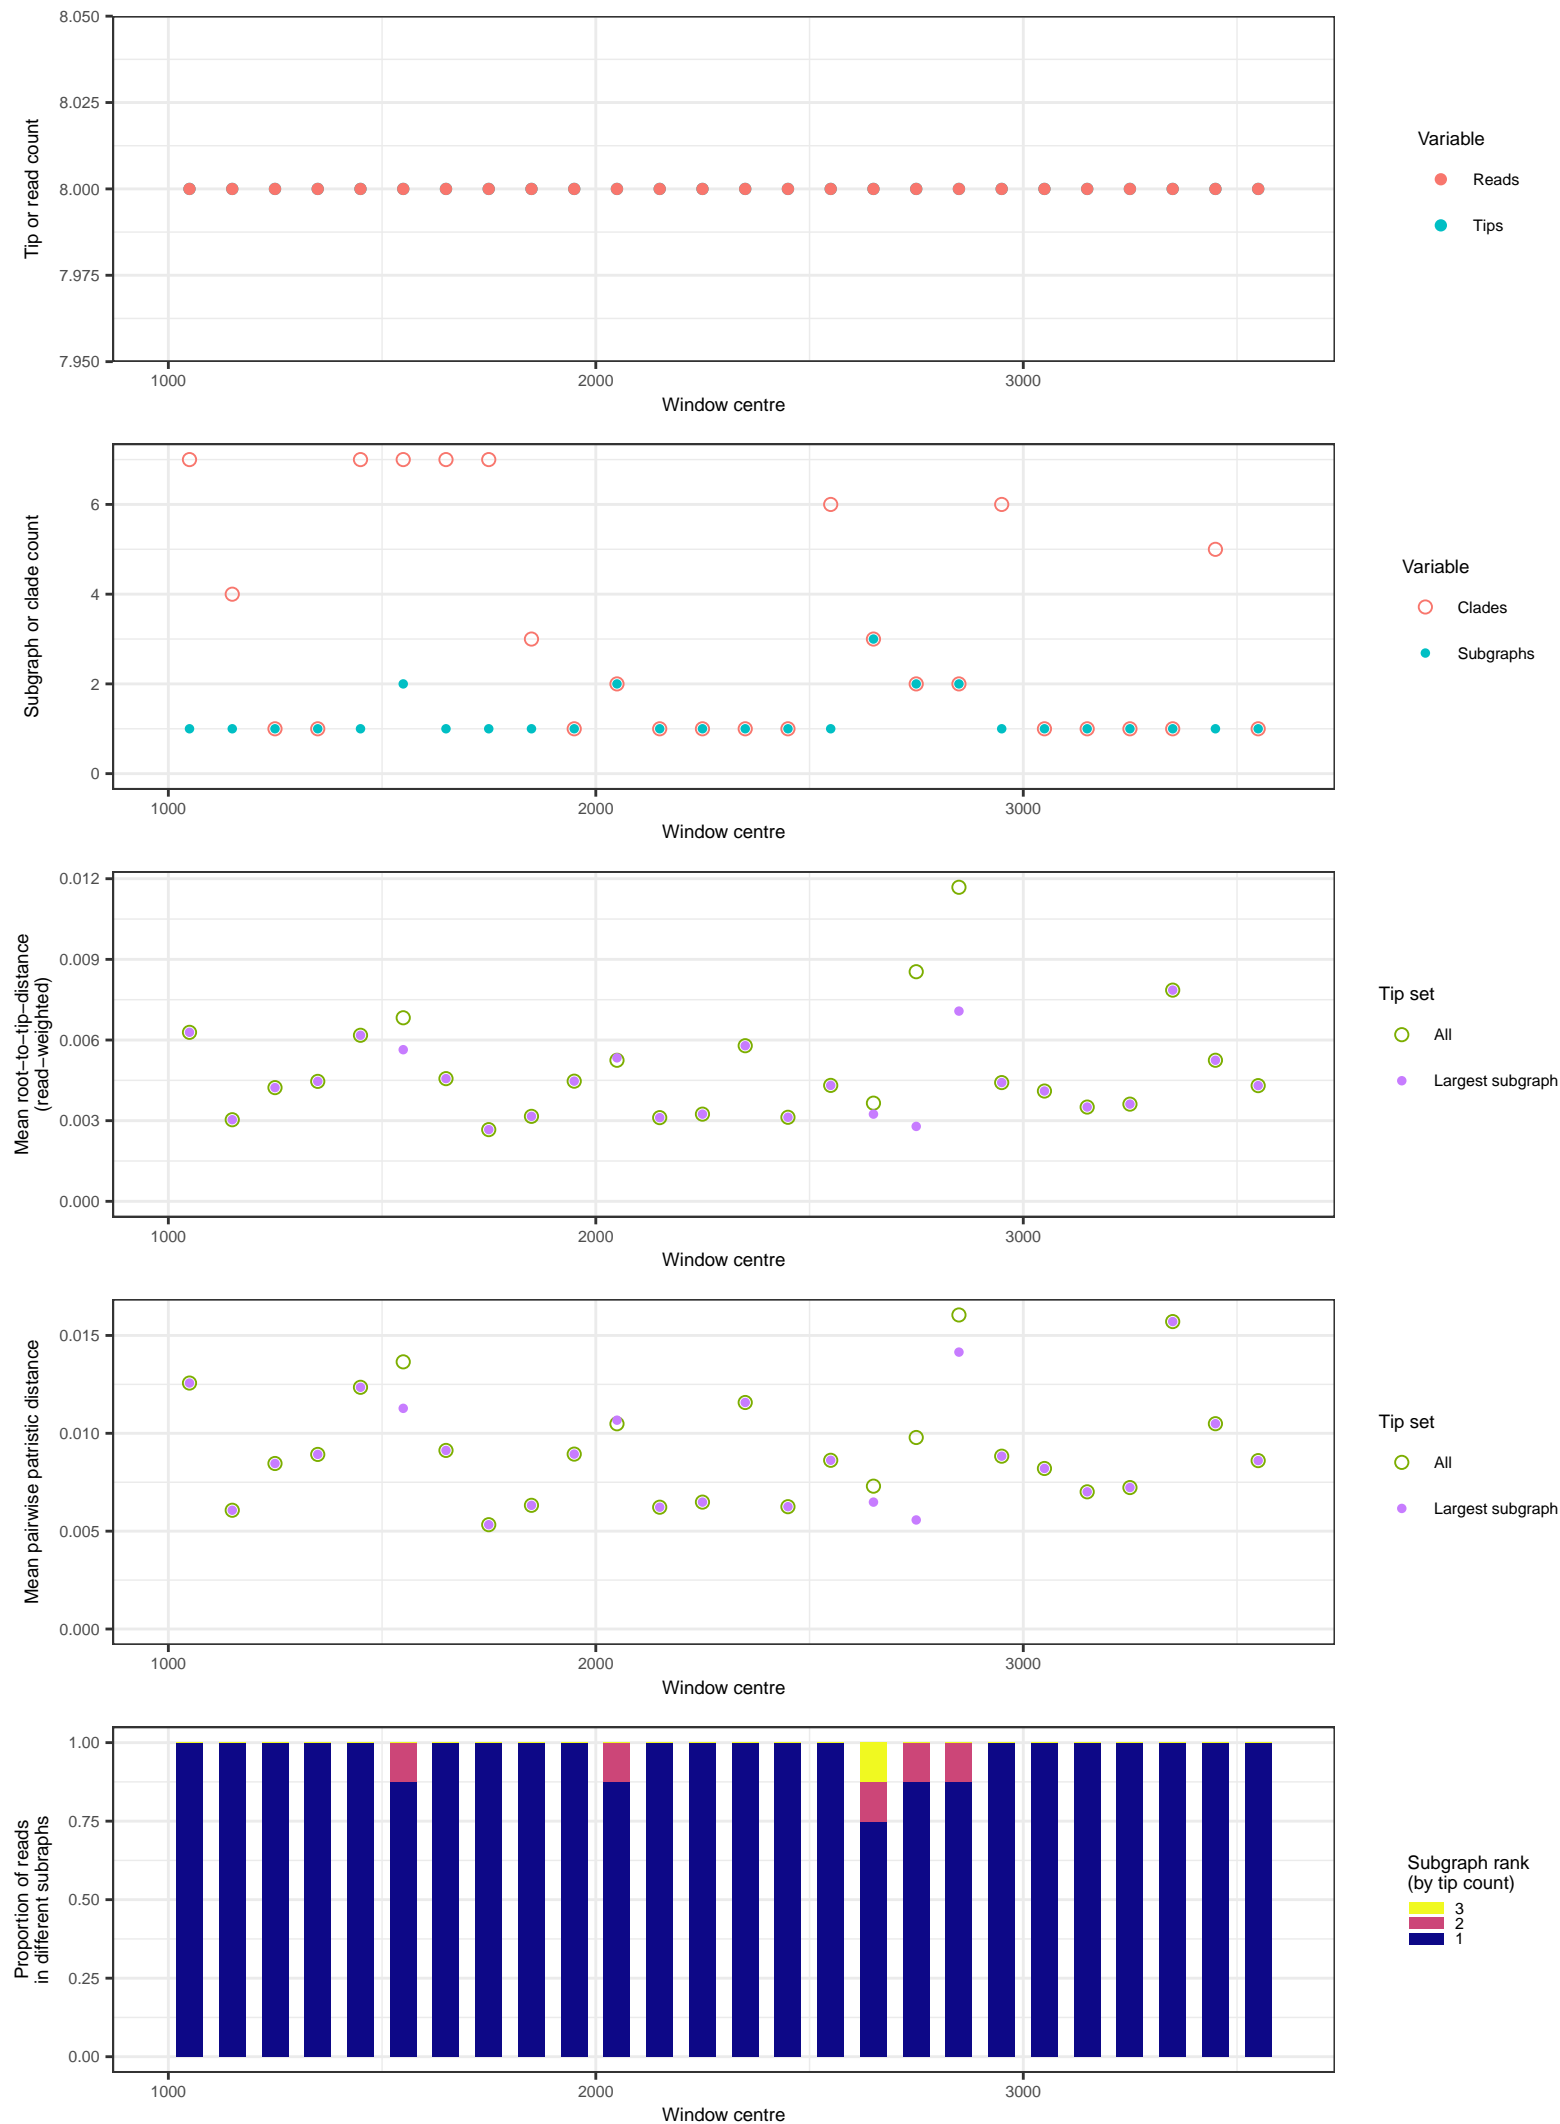 8.050
8.025
8.000
7.975
7.950
Tip or read count
1000 2000 3000
Window centre
Variable
Reads
Tips
6
4
2
0
Subgraph or clade count
1000 2000 3000
Window centre
Variable
Clades
Subgraphs
0.012
0.009
0.006
0.003
0.000
Mean root−to−tip−distance
(read−weighted)
1000 2000 3000
Window centre
Tip set
All
Largest subgraph
0.015
0.010
0.005
0.000
Mean pairwise patristic distance
1000 2000 3000
Window centre
Tip set
All
Largest subgraph
1.00
0.75
0.50
0.25
0.00
Proportion of reads
in different subraphs
1000 2000 3000
Window centre
Subgraph rank
(by tip count)
3
2
1